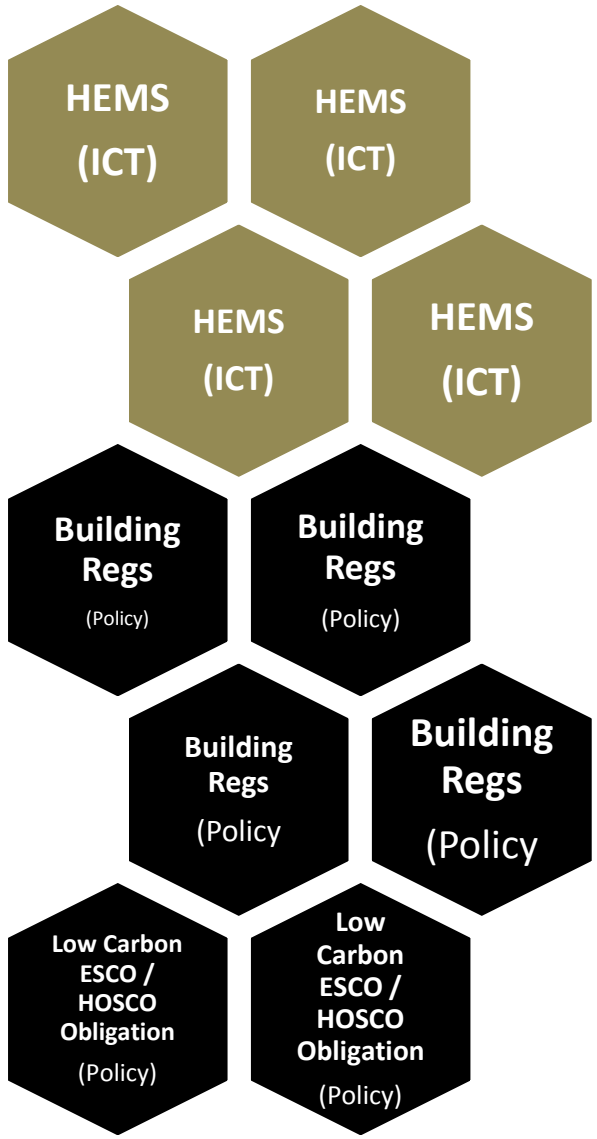 HEMS
(ICT)
HEMS
(ICT)
HEMS
(ICT)
HEMS
(ICT)
Building
Regs
(Policy)
Building
Regs
(Policy)
Building
Regs
(Policy
Building
Regs
(Policy
Low Carbon
ESCO /
HOSCO
Obligation
(Policy)
Low
Carbon
ESCO /
HOSCO
Obligation
(Policy)